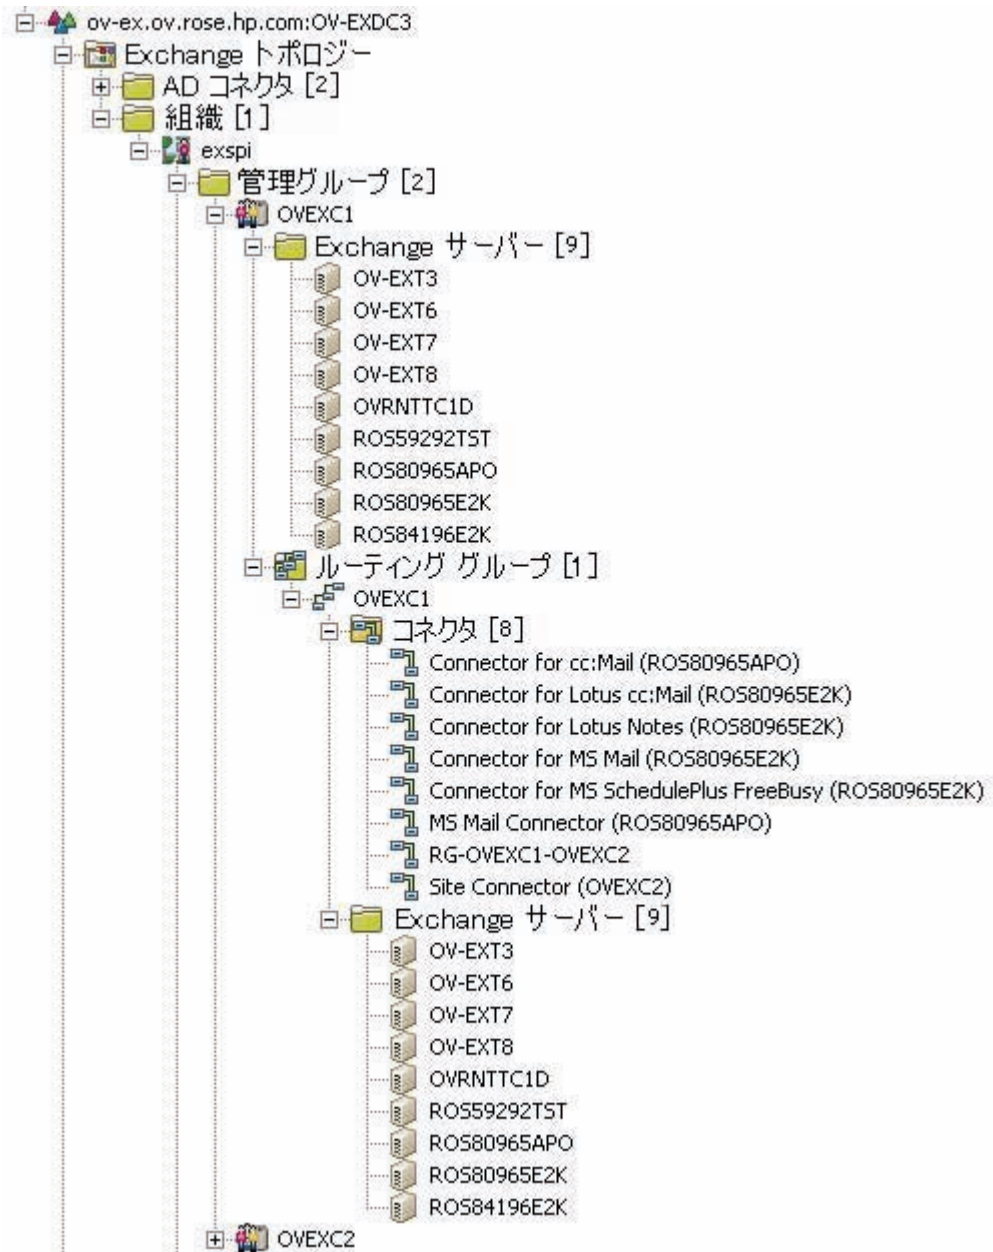 ov-ex.ov.rose.hp.com:OV-EXDC3
Exchange トポロジー
AD コネクタ [2]
組織 [1]
exspi
管理グループ [2]
OVEXC1
Exchange サーバー [9]
OV-EXT3
OV-EXT6
OV-EXT7
OV-EXT8
OVRNTTC1D
ROS59292TST
ROS80965APO
ROS80965E2K
ROS84196E2K
ルーティング グループ [1]
OVEXC1
コネクタ [8]
Connector for cc:Mail (ROS80965APO)
Connector for Lotus cc:Mail (ROS80965E2K)
Connector for Lotus Notes (ROS80965E2K)
Connector for MS Mail (ROS80965E2K)
Connector for MS SchedulePlus FreeBusy (ROS80965E2K)
MS Mail Connector (ROS80965APO)
RG-OVEXC1-OVEXC2
Site Connector (OVEXC2)
Exchange サーバー [9]
OV-EXT3
OV-EXT6
OV-EXT7
OV-EXT8
OVRNTTC1D
ROS59292TST
ROS80965APO
ROS80965E2K
ROS84196E2K
OVEXC2